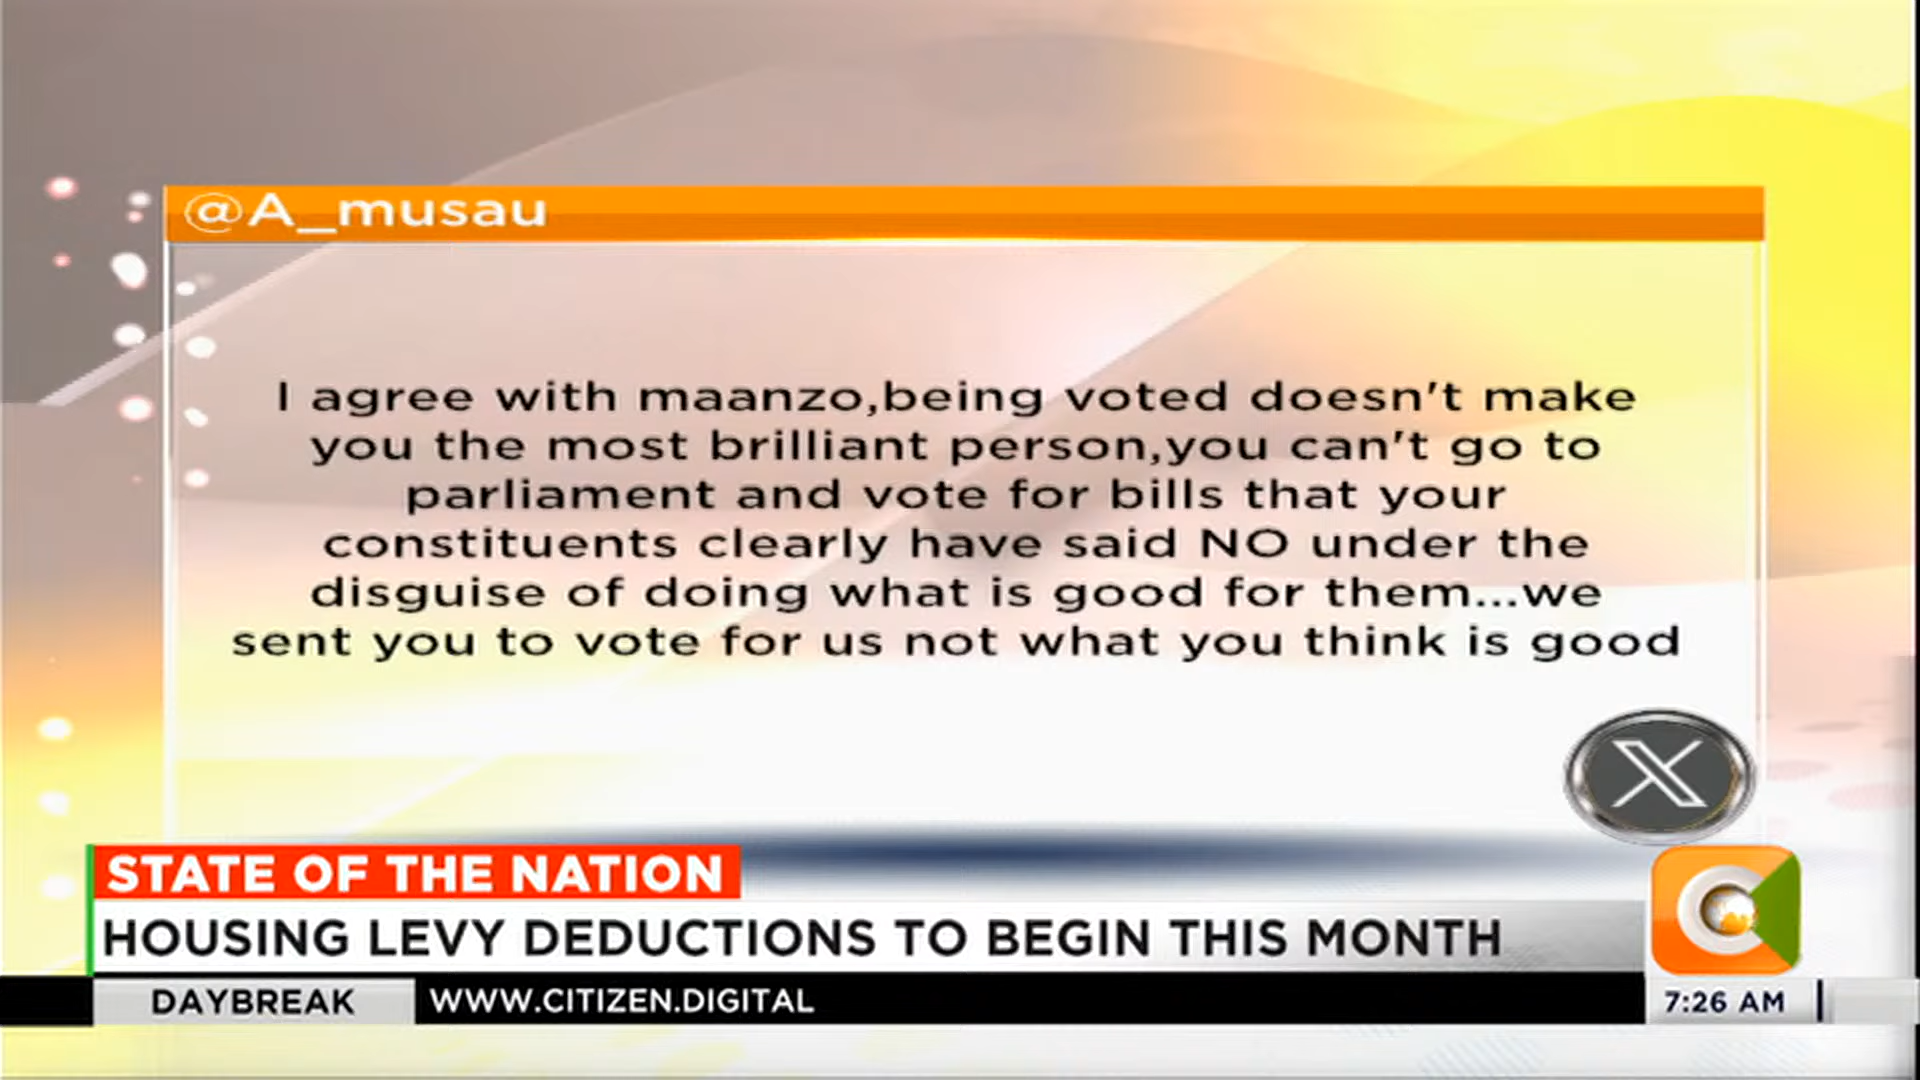 @A_musau
I agree with maanzo,being voted doesn't make
you the most brilliant person,you can't go to
parliament and vote for bills that your
constituents clearly have said NO under the
disguise of doing what is good for them...we
sent you to vote for us not what you think is good
STATE OF THE NATION
HOUSING LEVY DEDUCTIONS TO BEGIN THIS MONTH
DAYBREAK
WWW.CITIZEN.DIGITAL
7:26 AM